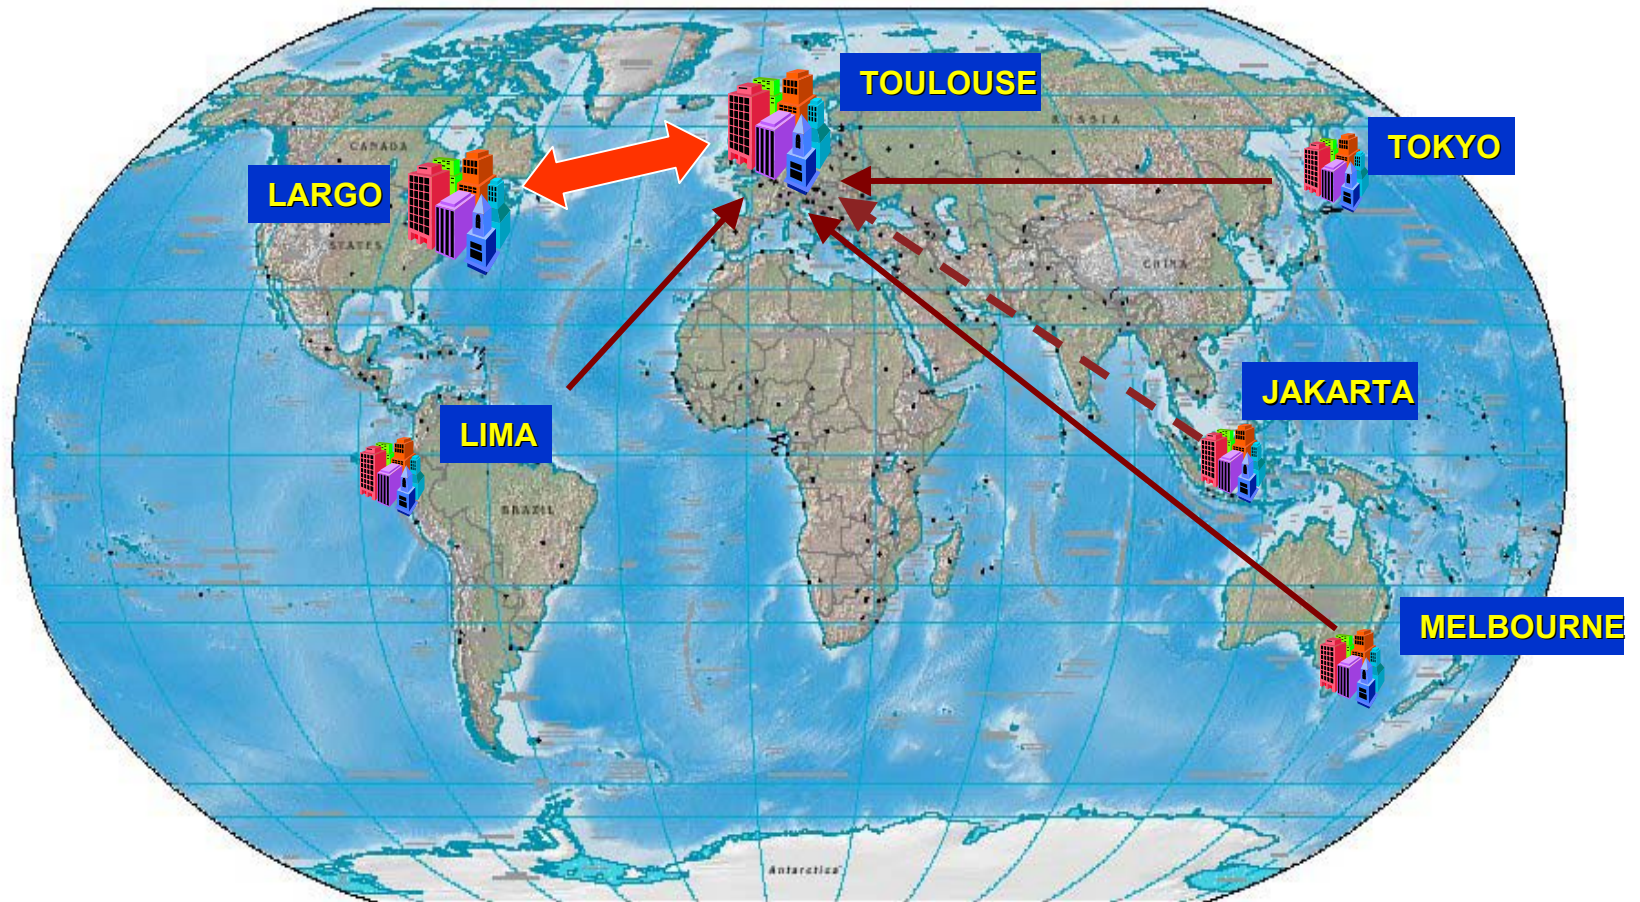 TOULOUSE
RUSSIA
TOKYO
CANADA
LARGO
STATES
CHINA
JAKARTA
LIMA
BRAZIL
MELBOURNE
Antarctica